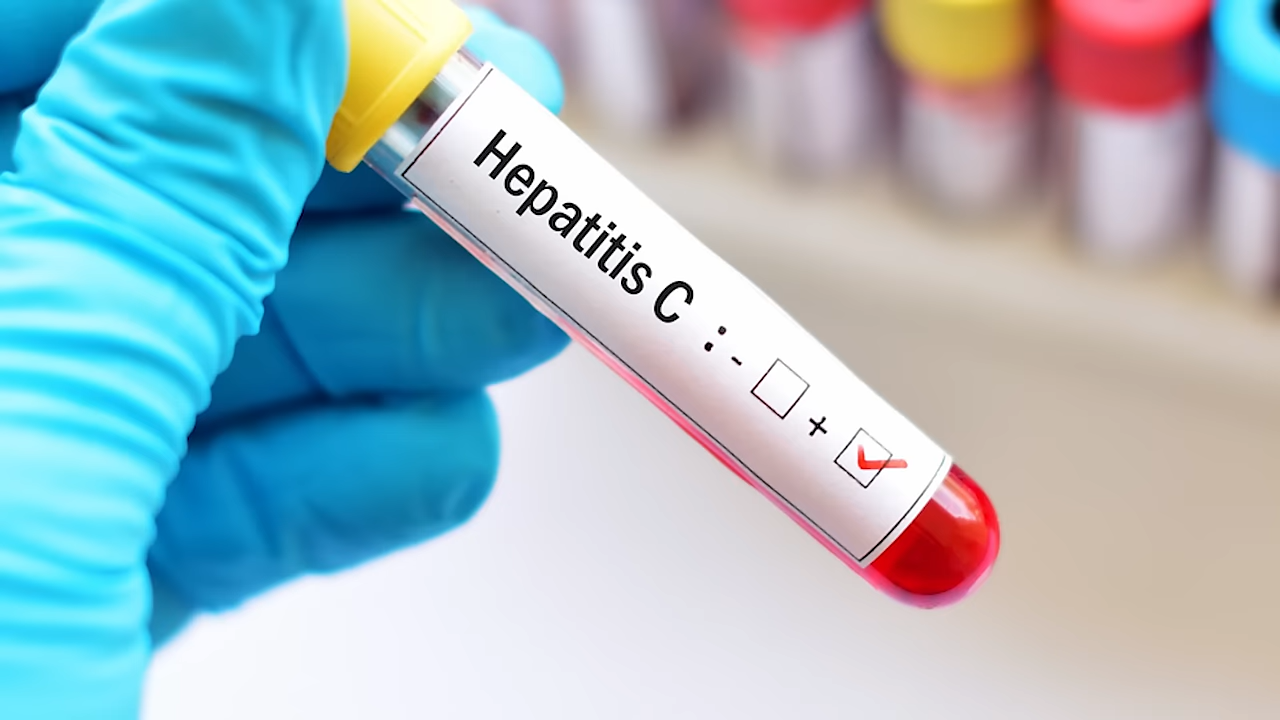 Hepatitis C : - ☐ + ☑